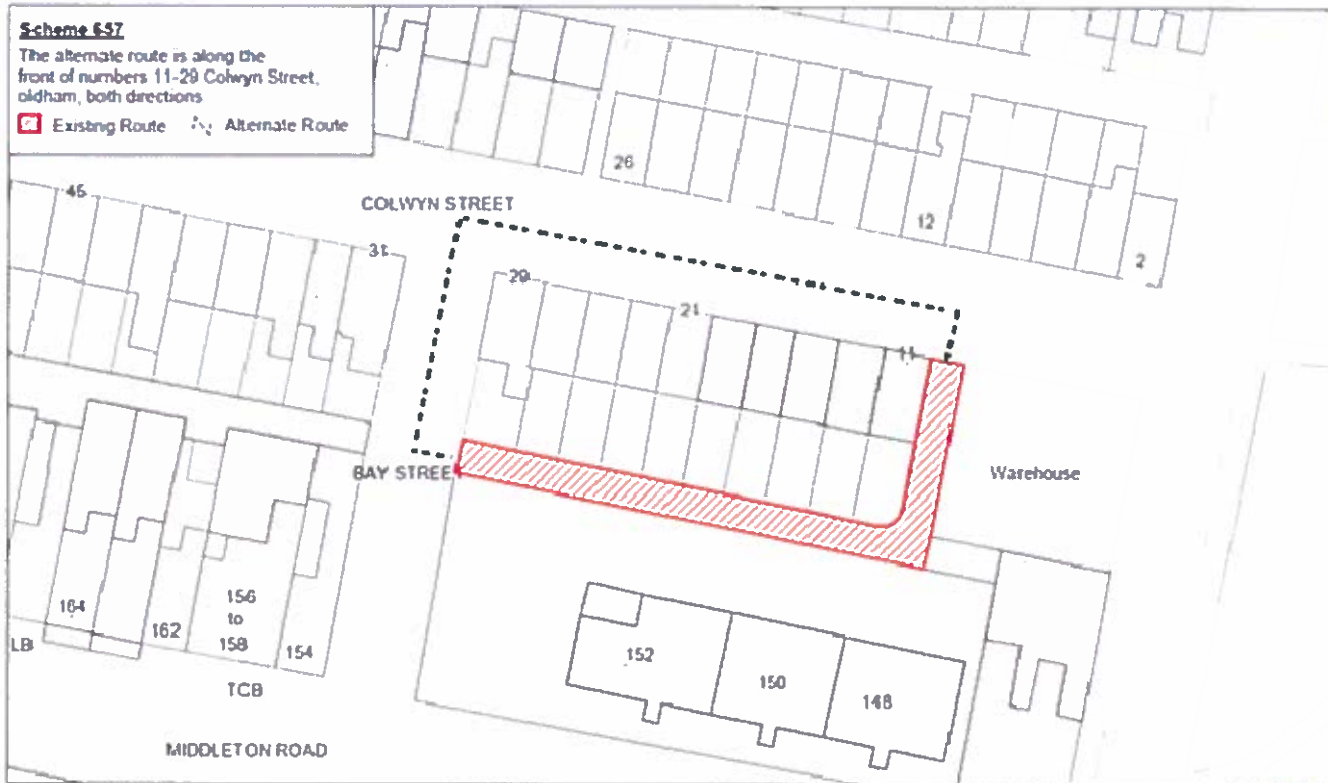 Scheme 657
The alternate route is along the
front of numbers 11-29 Colwyn Street,
oldham, both directions
Existing Route Alternate Route
26
COLWYN STREET
45
31
12
2
29
21
11
BAY STREET
Warehouse
164
162
156
to
158
154
LB
TCB
152
150
148
MIDDLETON ROAD